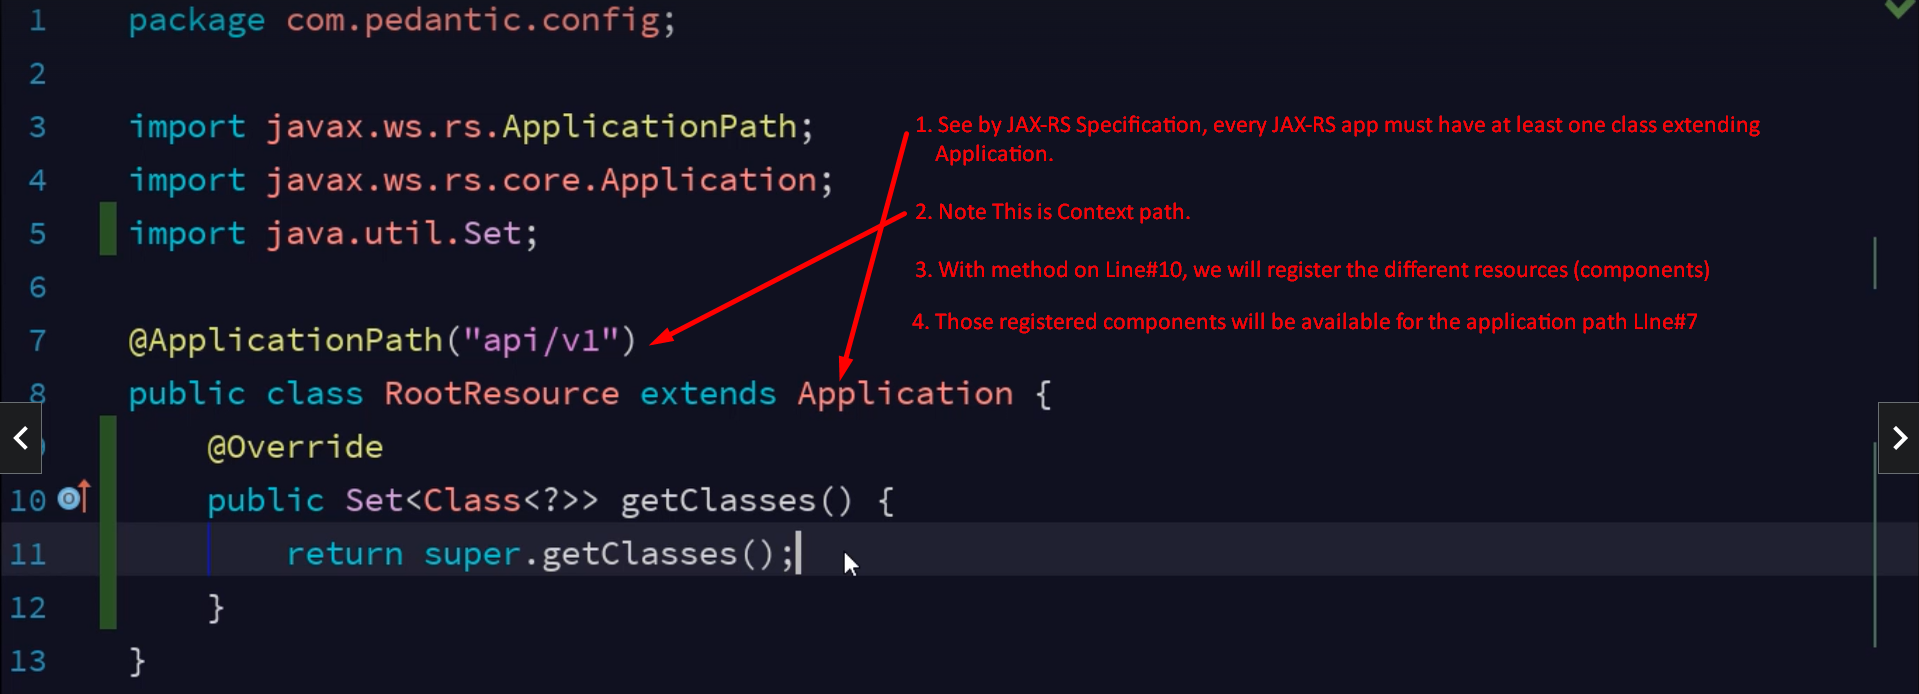 1 package com.pedantic.config;
2
3 import javax.ws.rs.ApplicationPath;
1. See by JAX-RS Specification, every JAX-RS app must have at least one class extending
Application.
4 import javax.ws.rs.core.Application;
2. Note This is Context path.
5 import java.util.Set;
3. With method on Line#10, we will register the different resources (components)
6
4. Those registered components will be available for the application path LIne#7
7 @ApplicationPath("api/v1")
8 public class RootResource extends Application {
@Override
10 public Set<Class<?>> getClasses() {
11 return super.getClasses();
12 }
13 }